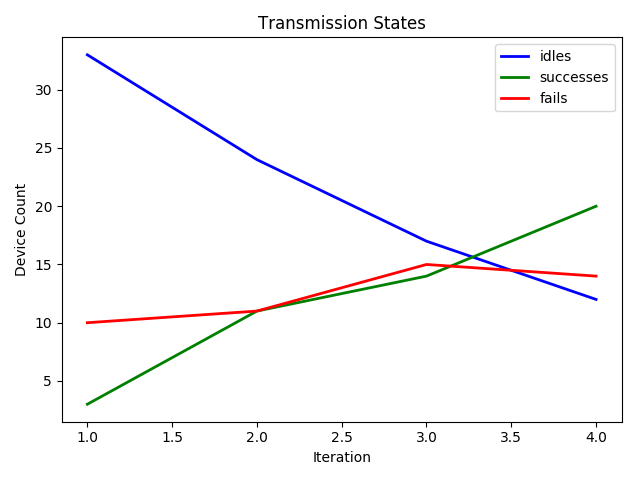 Transmission States
idles
successes
fails
Device Count
30
25
20
15
10
5
1.0 1.5 2.0 2.5 3.0 3.5 4.0
Iteration